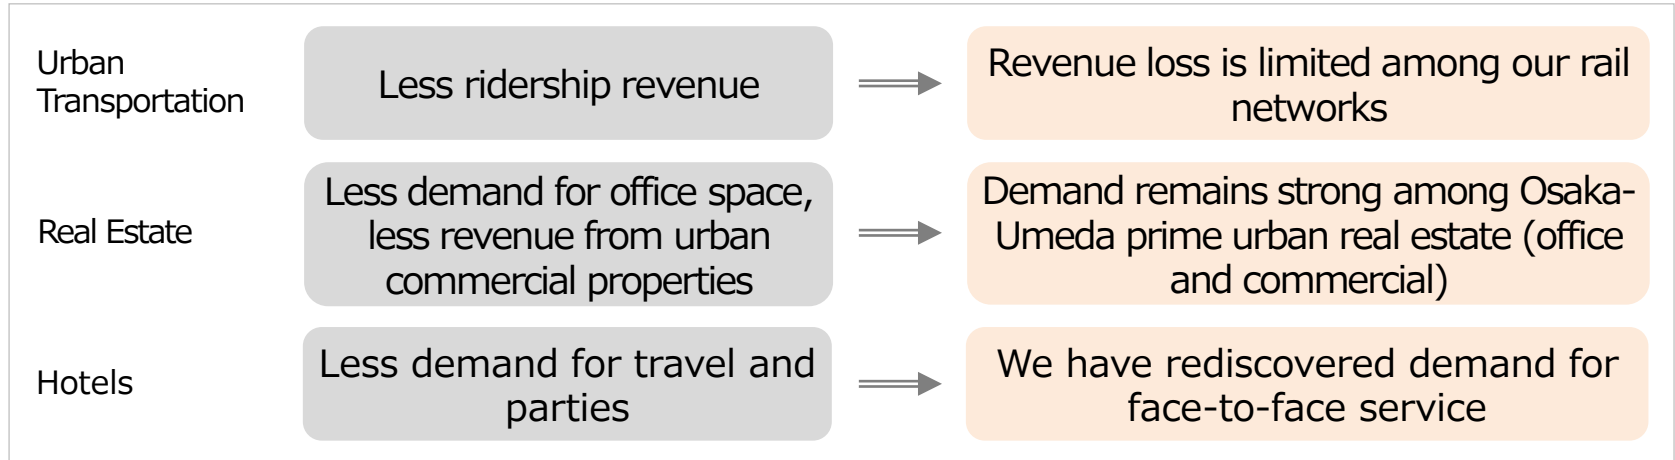 Urban
Transportation
Less ridership revenue
Revenue loss is limited among our rail
networks
Real Estate
Less demand for office space,
less revenue from urban
commercial properties
Demand remains strong among Osaka-
Umeda prime urban real estate (office
and commercial)
Hotels
Less demand for travel and
parties
We have rediscovered demand for
face-to-face service